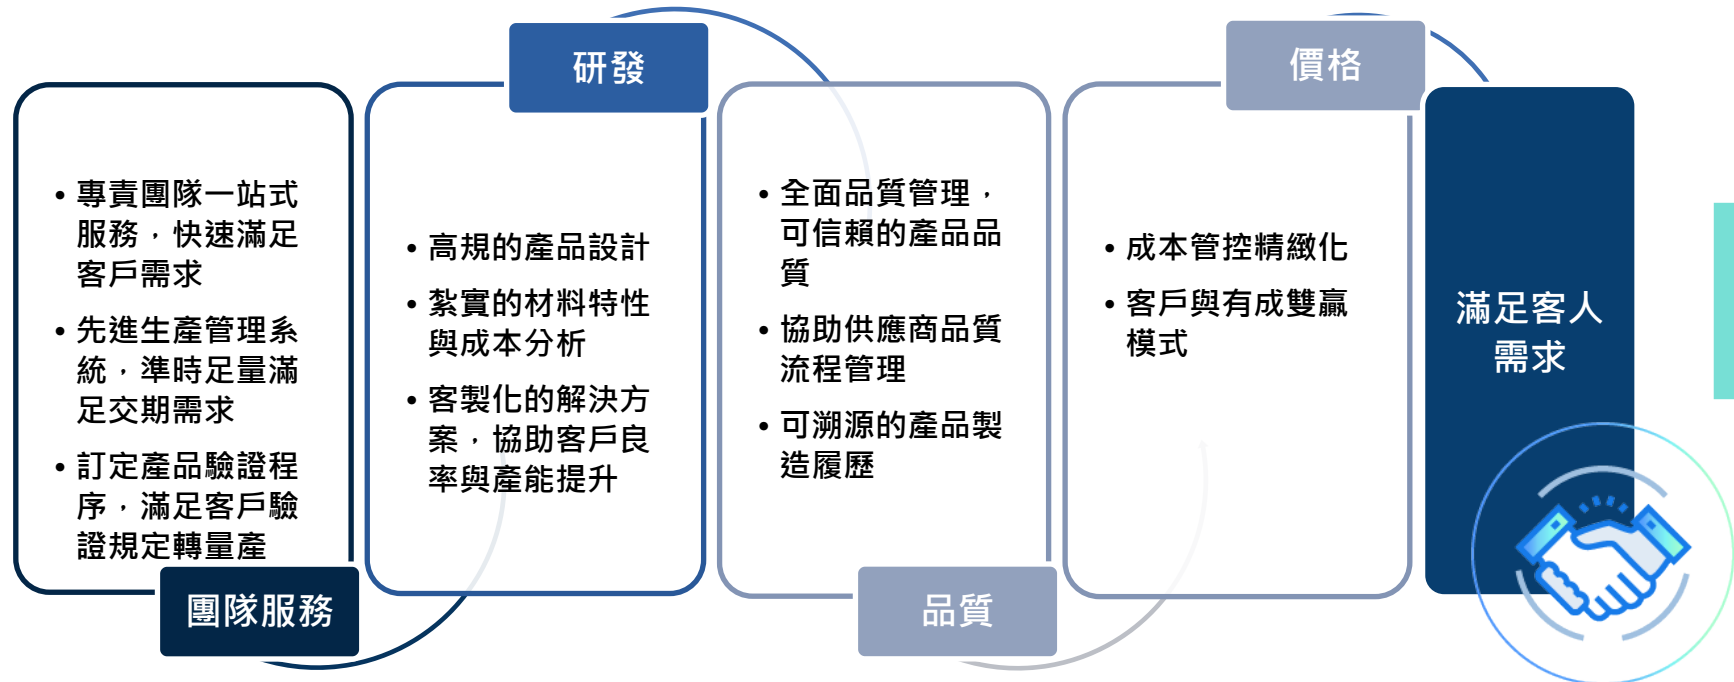 • 專責團隊一站式
服務，快速滿足
客戶需求
• 先進生產管理系
統，準時足量滿
足交期需求
• 訂定產品驗證程
序，滿足客戶驗
證規定轉量產
團隊服務
研發
• 高規的產品設計
• 紮實的材料特性
與成本分析
• 客製化的解決方
案，協助客戶良
率與產能提升
• 全面品質管理，
可信賴的產品品
質
• 協助供應商品質
流程管理
• 可溯源的產品製
造履歷
品質
價格
• 成本管控精緻化
• 客戶與有成雙贏
模式
滿足客人
需求